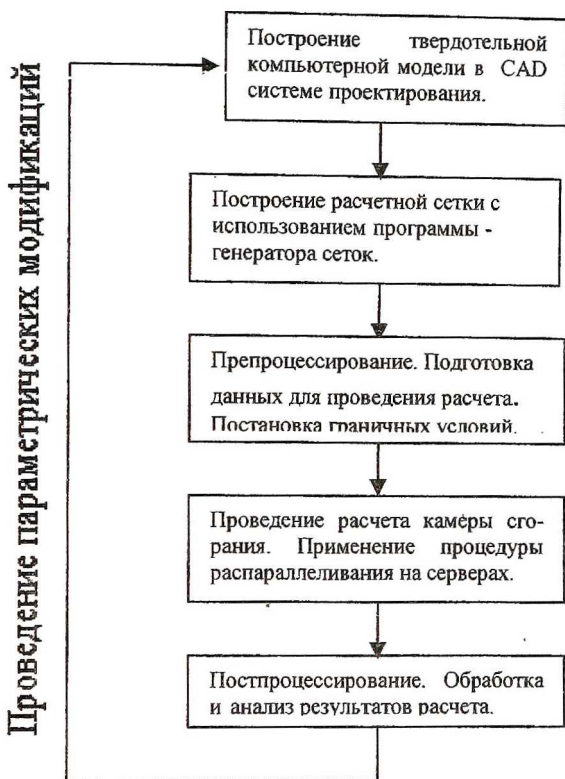 Проведение параметрических модификаций
Построение твердотельной
компьютерной модели в CAD
системе проектирования.
Построение расчетной сетки с
использованием программы -
генератора сеток.
Препроцессирование. Подготовка
данных для проведения расчета.
Постановка граничных условий.
Проведение расчета камеры сго-
рания. Применение процедуры
распараллеливания на серверах.
Постпроцессирование. Обработка
и анализ результатов расчета.